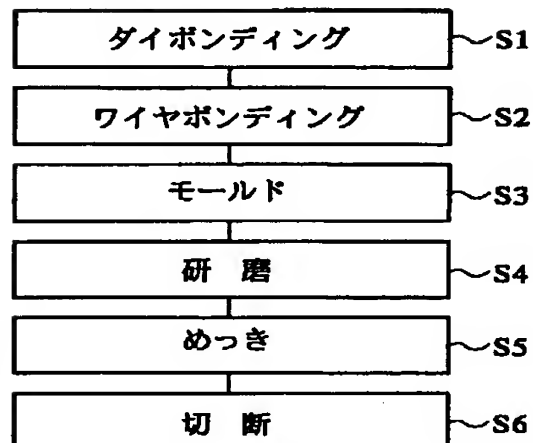 ダイボンディング S1
ワイヤボンディング S2
モールド S3
研 磨 S4
めっき S5
切 断 S6